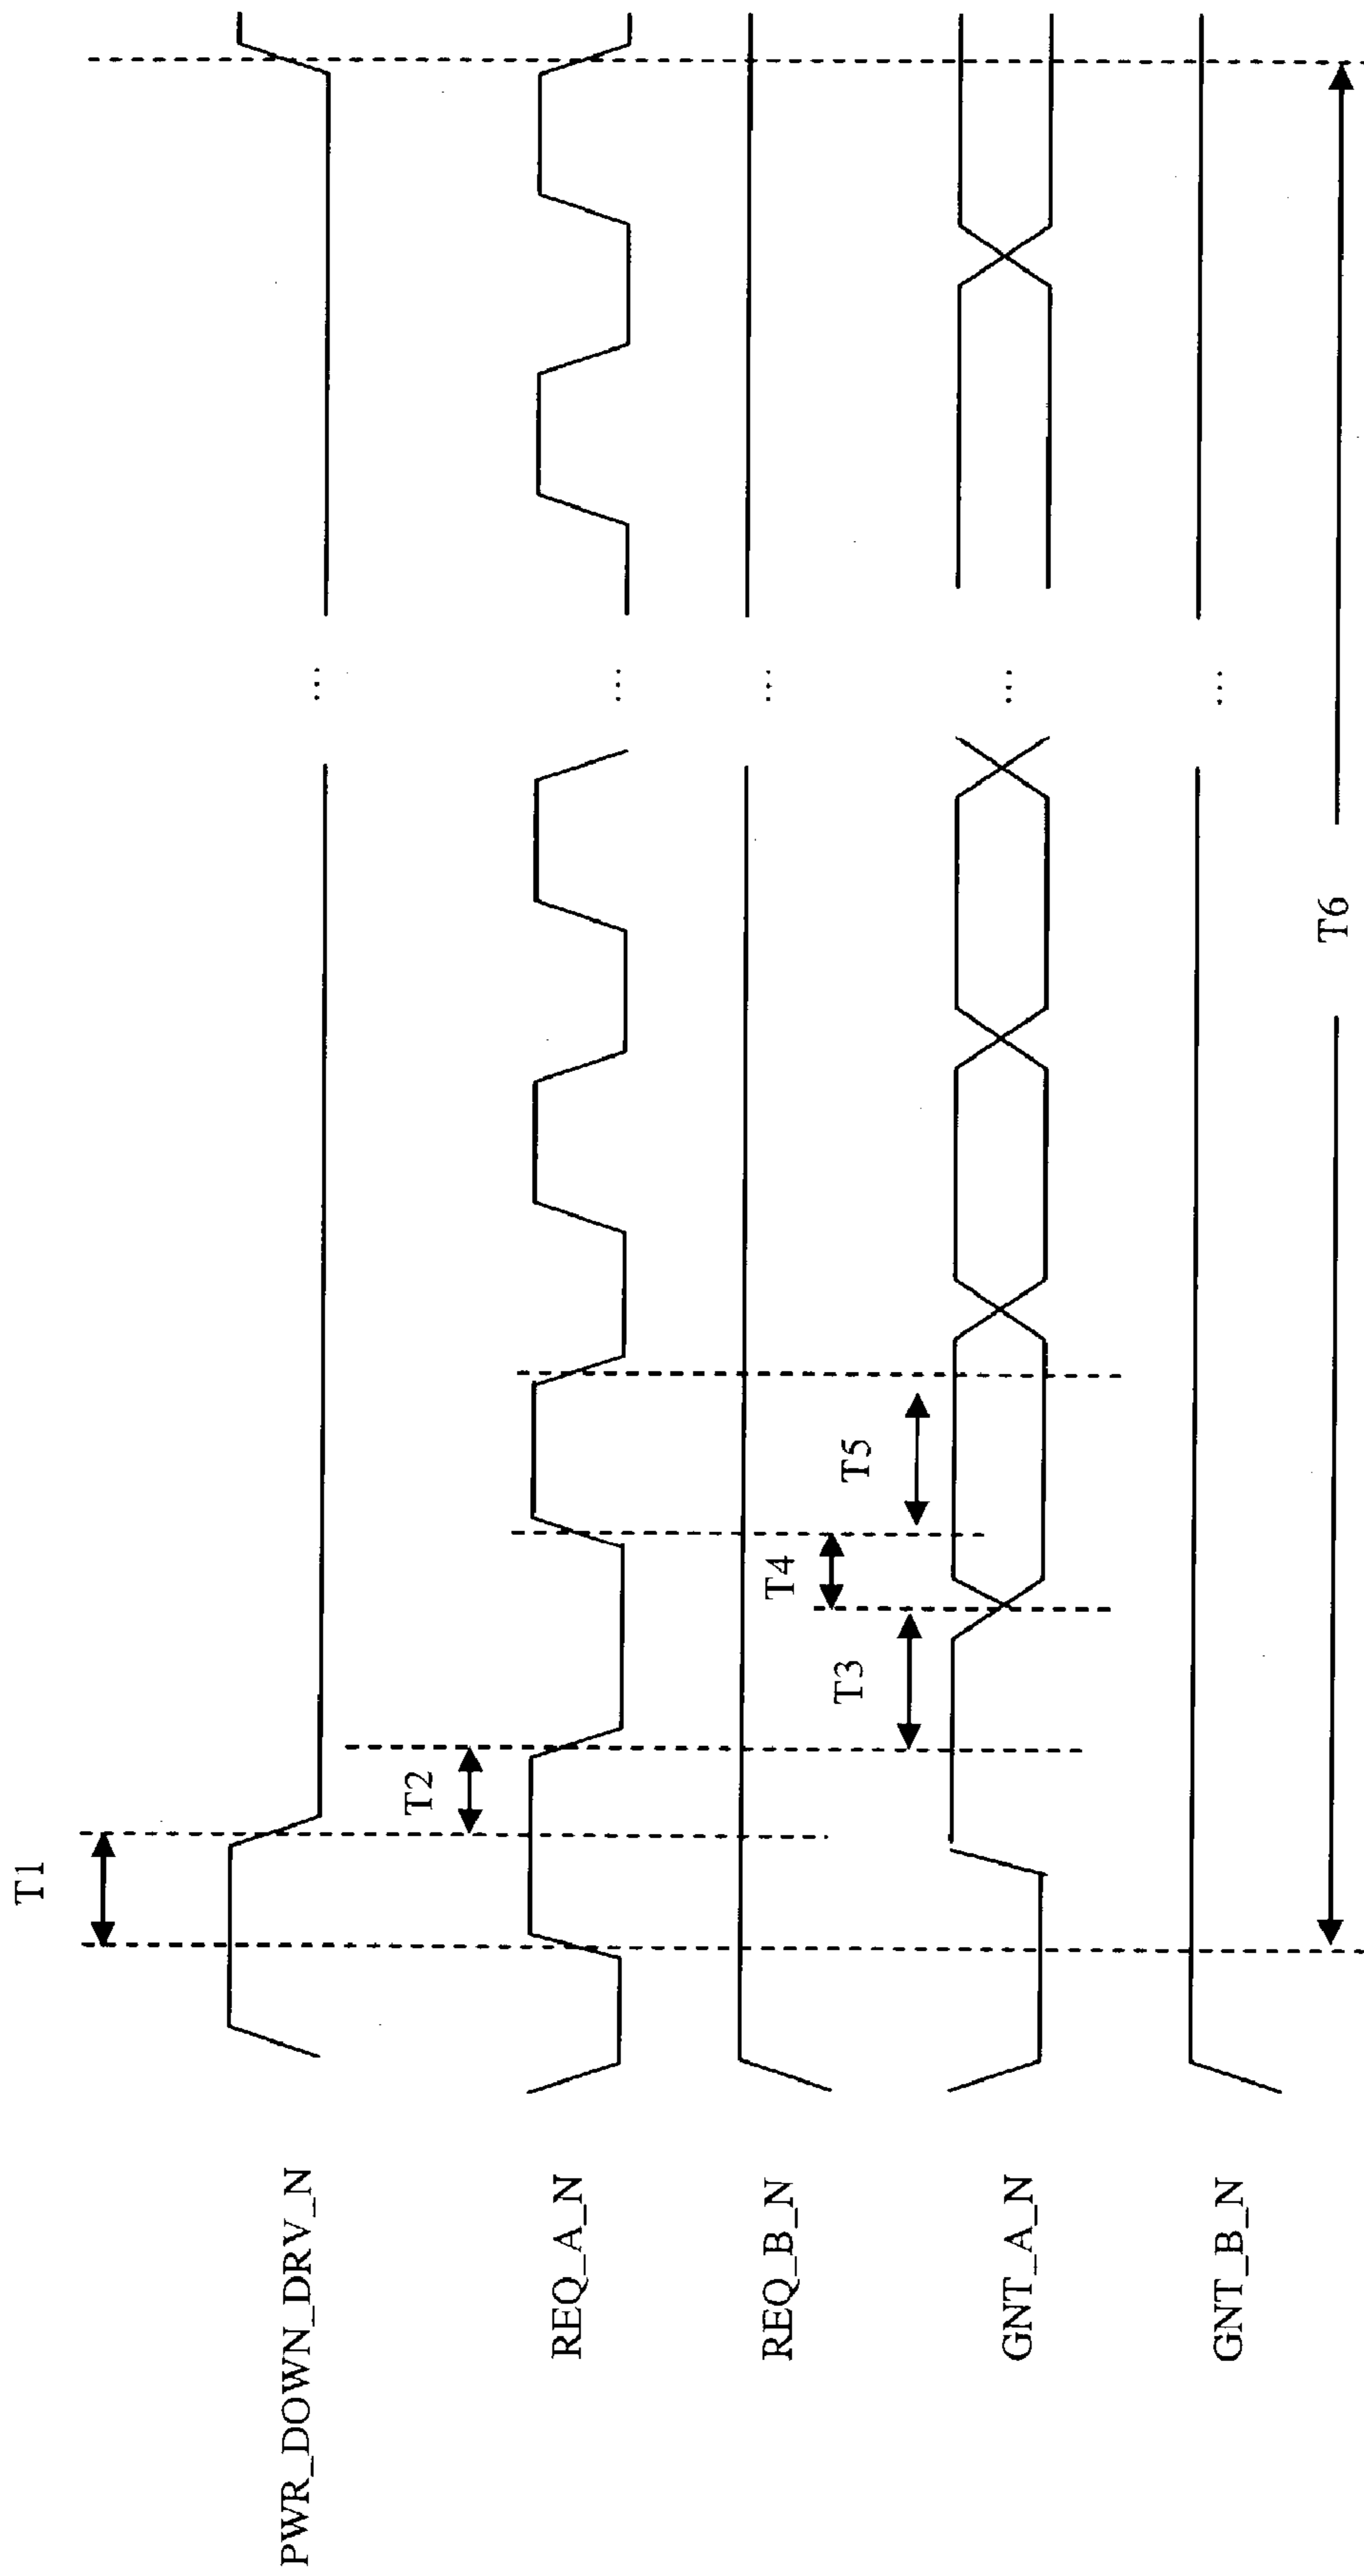 T1
PWR_DOWN_DRV_N
...
T2
REQ_A_N
...
REQ_B_N
...
T3
T4
T5
GNT_A_N
...
GNT_B_N
...
T6